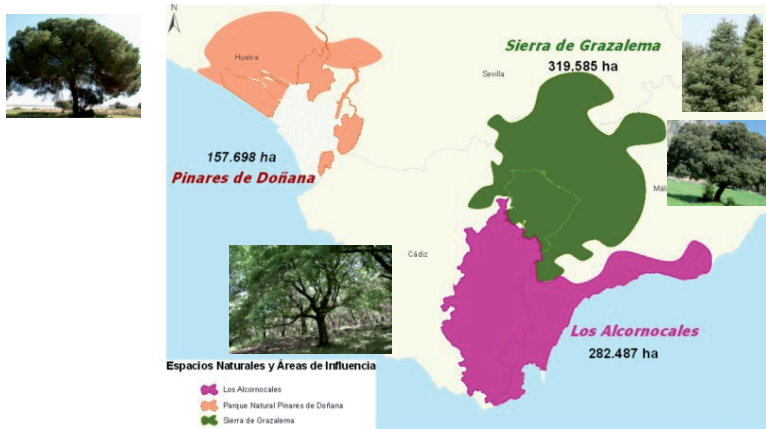 N
Huelva
Sierra de Grazalema
319.585 ha
Sevilla
157.698 ha
Pinares de Doñana
Mál
Cádiz
Los Alcornocales
282.487 ha
Espacios Naturales y Áreas de Influencia
Los Alcornocales
Parque Natural Pinares de Doñana
Sierra de Grazalema